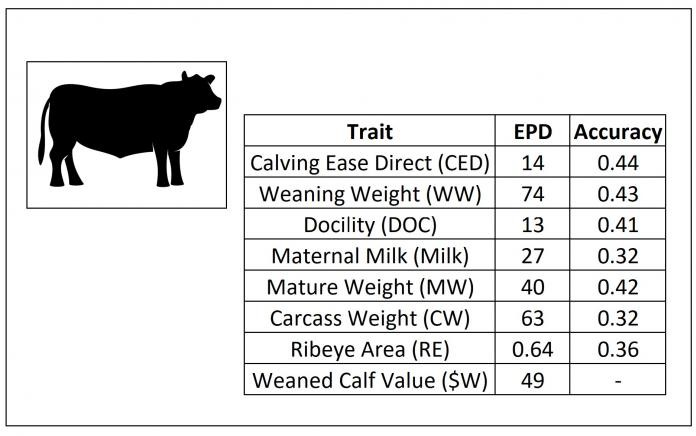 Trait EPD Accuracy
Calving Ease Direct (CED) 14 0.44
Weaning Weight (WW) 74 0.43
Docility (DOC) 13 0.41
Maternal Milk (Milk) 27 0.32
Mature Weight (MW) 40 0.42
Carcass Weight (CW) 63 0.32
Ribeye Area (RE) 0.64 0.36
Weaned Calf Value ($W) 49 -